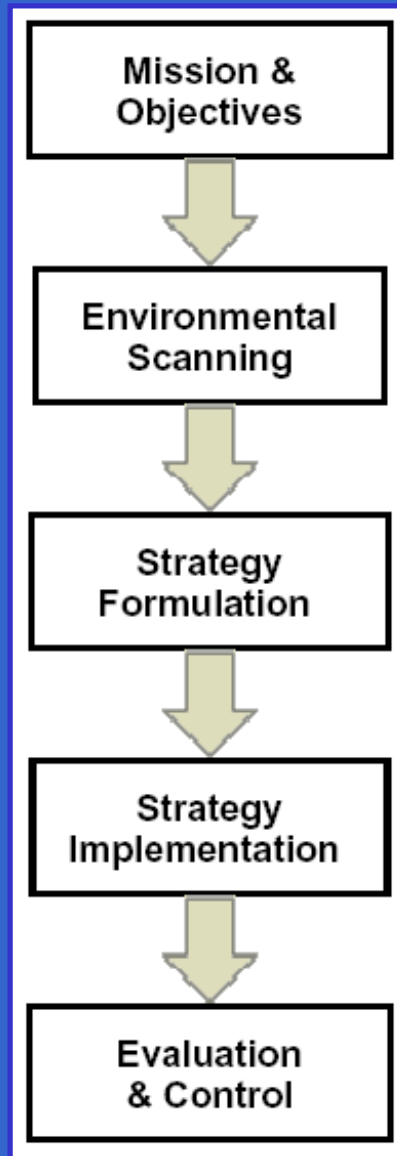 Mission &
Objectives
Environmental
Scanning
Strategy
Formulation
Strategy
Implementation
Evaluation
& Control